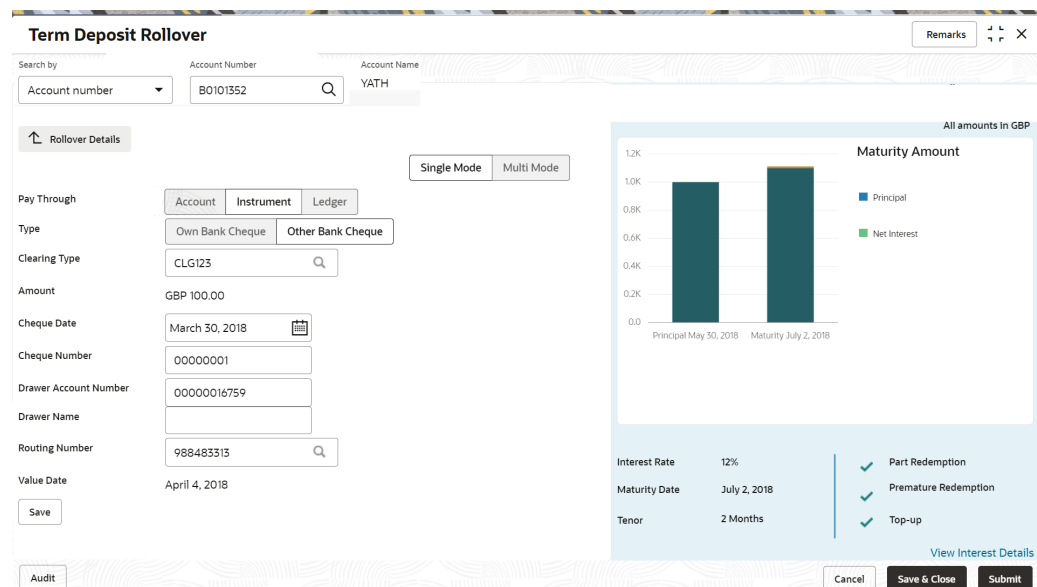 Term Deposit Rollover
Remarks
Search by
Account Number
Account Name
Account number
B0101352
YATH
Rollover Details
All amounts in GBP
Single Mode
Multi Mode
Pay Through
Account
Instrument
Ledger
Type
Own Bank Cheque
Other Bank Cheque
Clearing Type
CLG123
Amount
GBP 100.00
Cheque Date
March 30, 2018
Cheque Number
00000001
Drawer Account Number
00000016759
Drawer Name
Routing Number
988483313
Value Date
April 4, 2018
Save
1.2K
1.0K
0.8K
0.6K
0.4K
0.2K
0.0
Principal May 30, 2018
Maturity July 2, 2018
Maturity Amount
Principal
Net Interest
Interest Rate
12%
Part Redemption
Maturity Date
July 2, 2018
Premature Redemption
Tenor
2 Months
Top-up
View Interest Details
Audit
Cancel
Save & Close
Submit